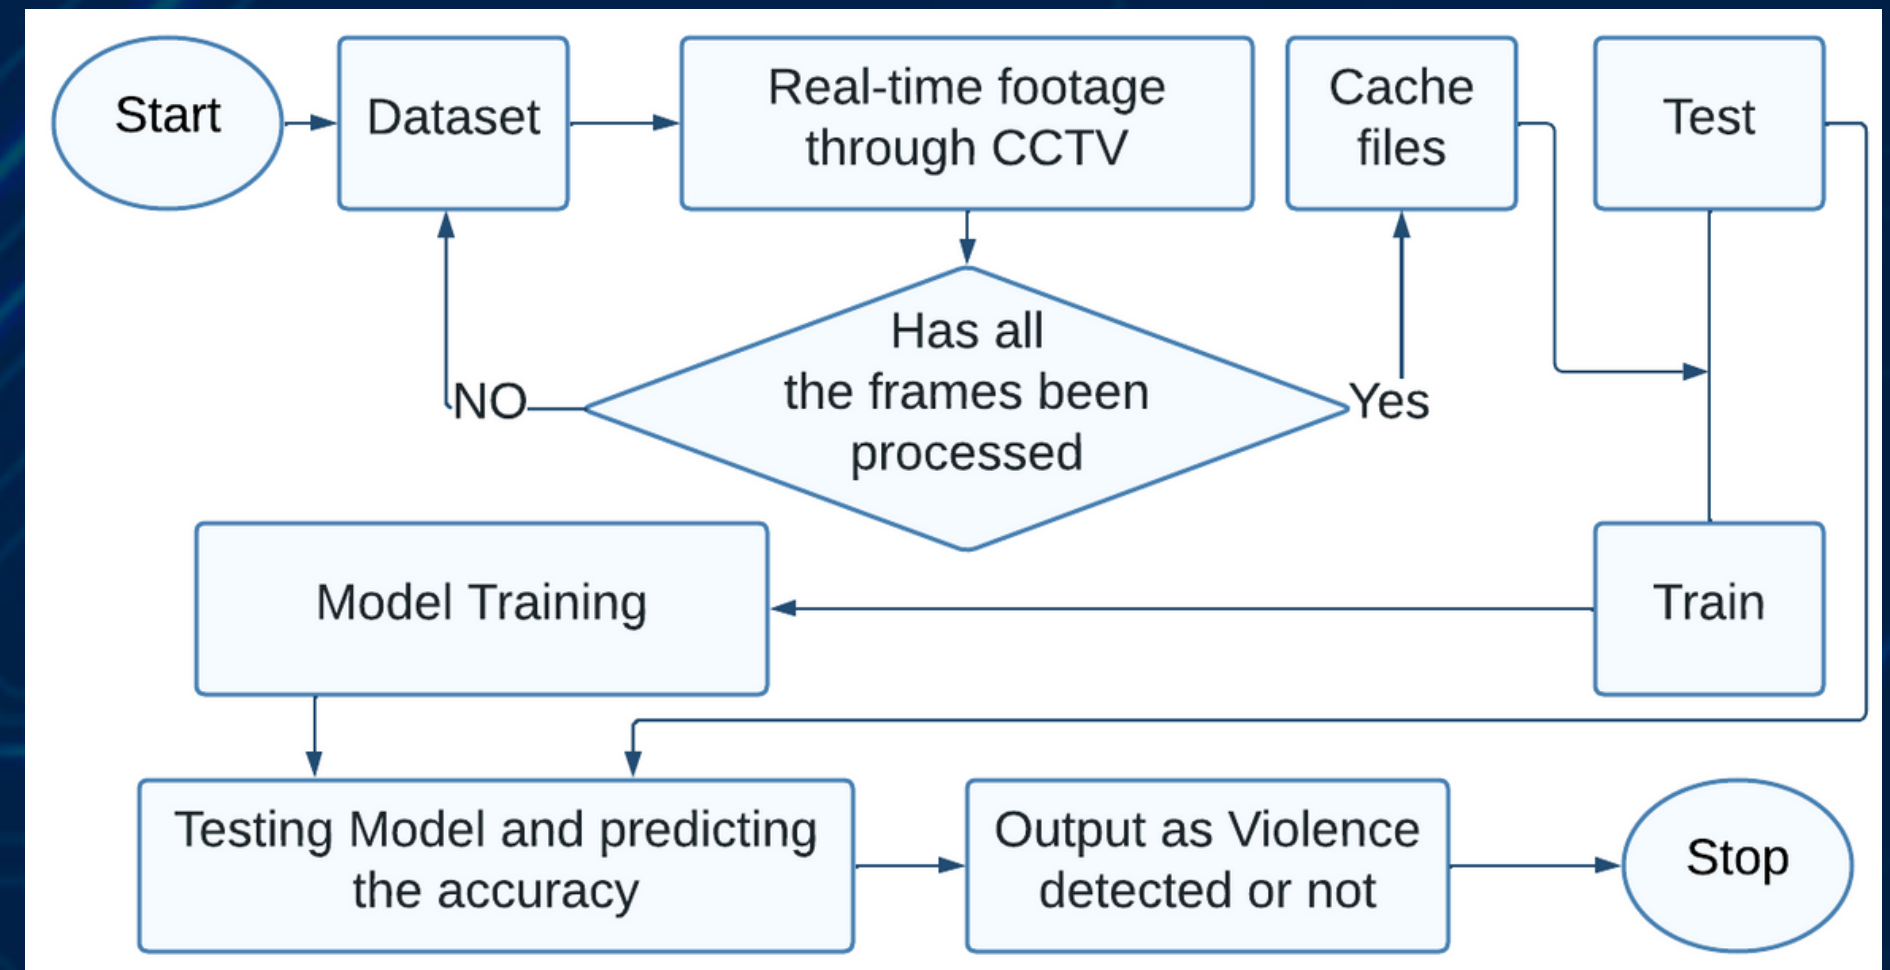 Start
Dataset
Real-time footage
through CCTV
Cache
files
Test
Has all
the frames been
processed
NO
Yes
Model Training
Train
Testing Model and predicting
the accuracy
Output as Violence
detected or not
Stop